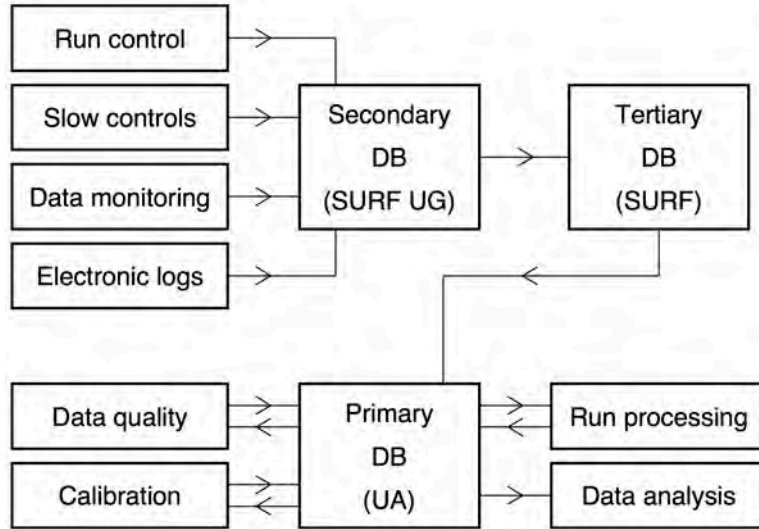 Run control
Slow controls
Data monitoring
Electronic logs
Secondary
DB
(SURF UG)
Tertiary
DB
(SURF)
Data quality
Calibration
Primary
DB
(UA)
Run processing
Data analysis